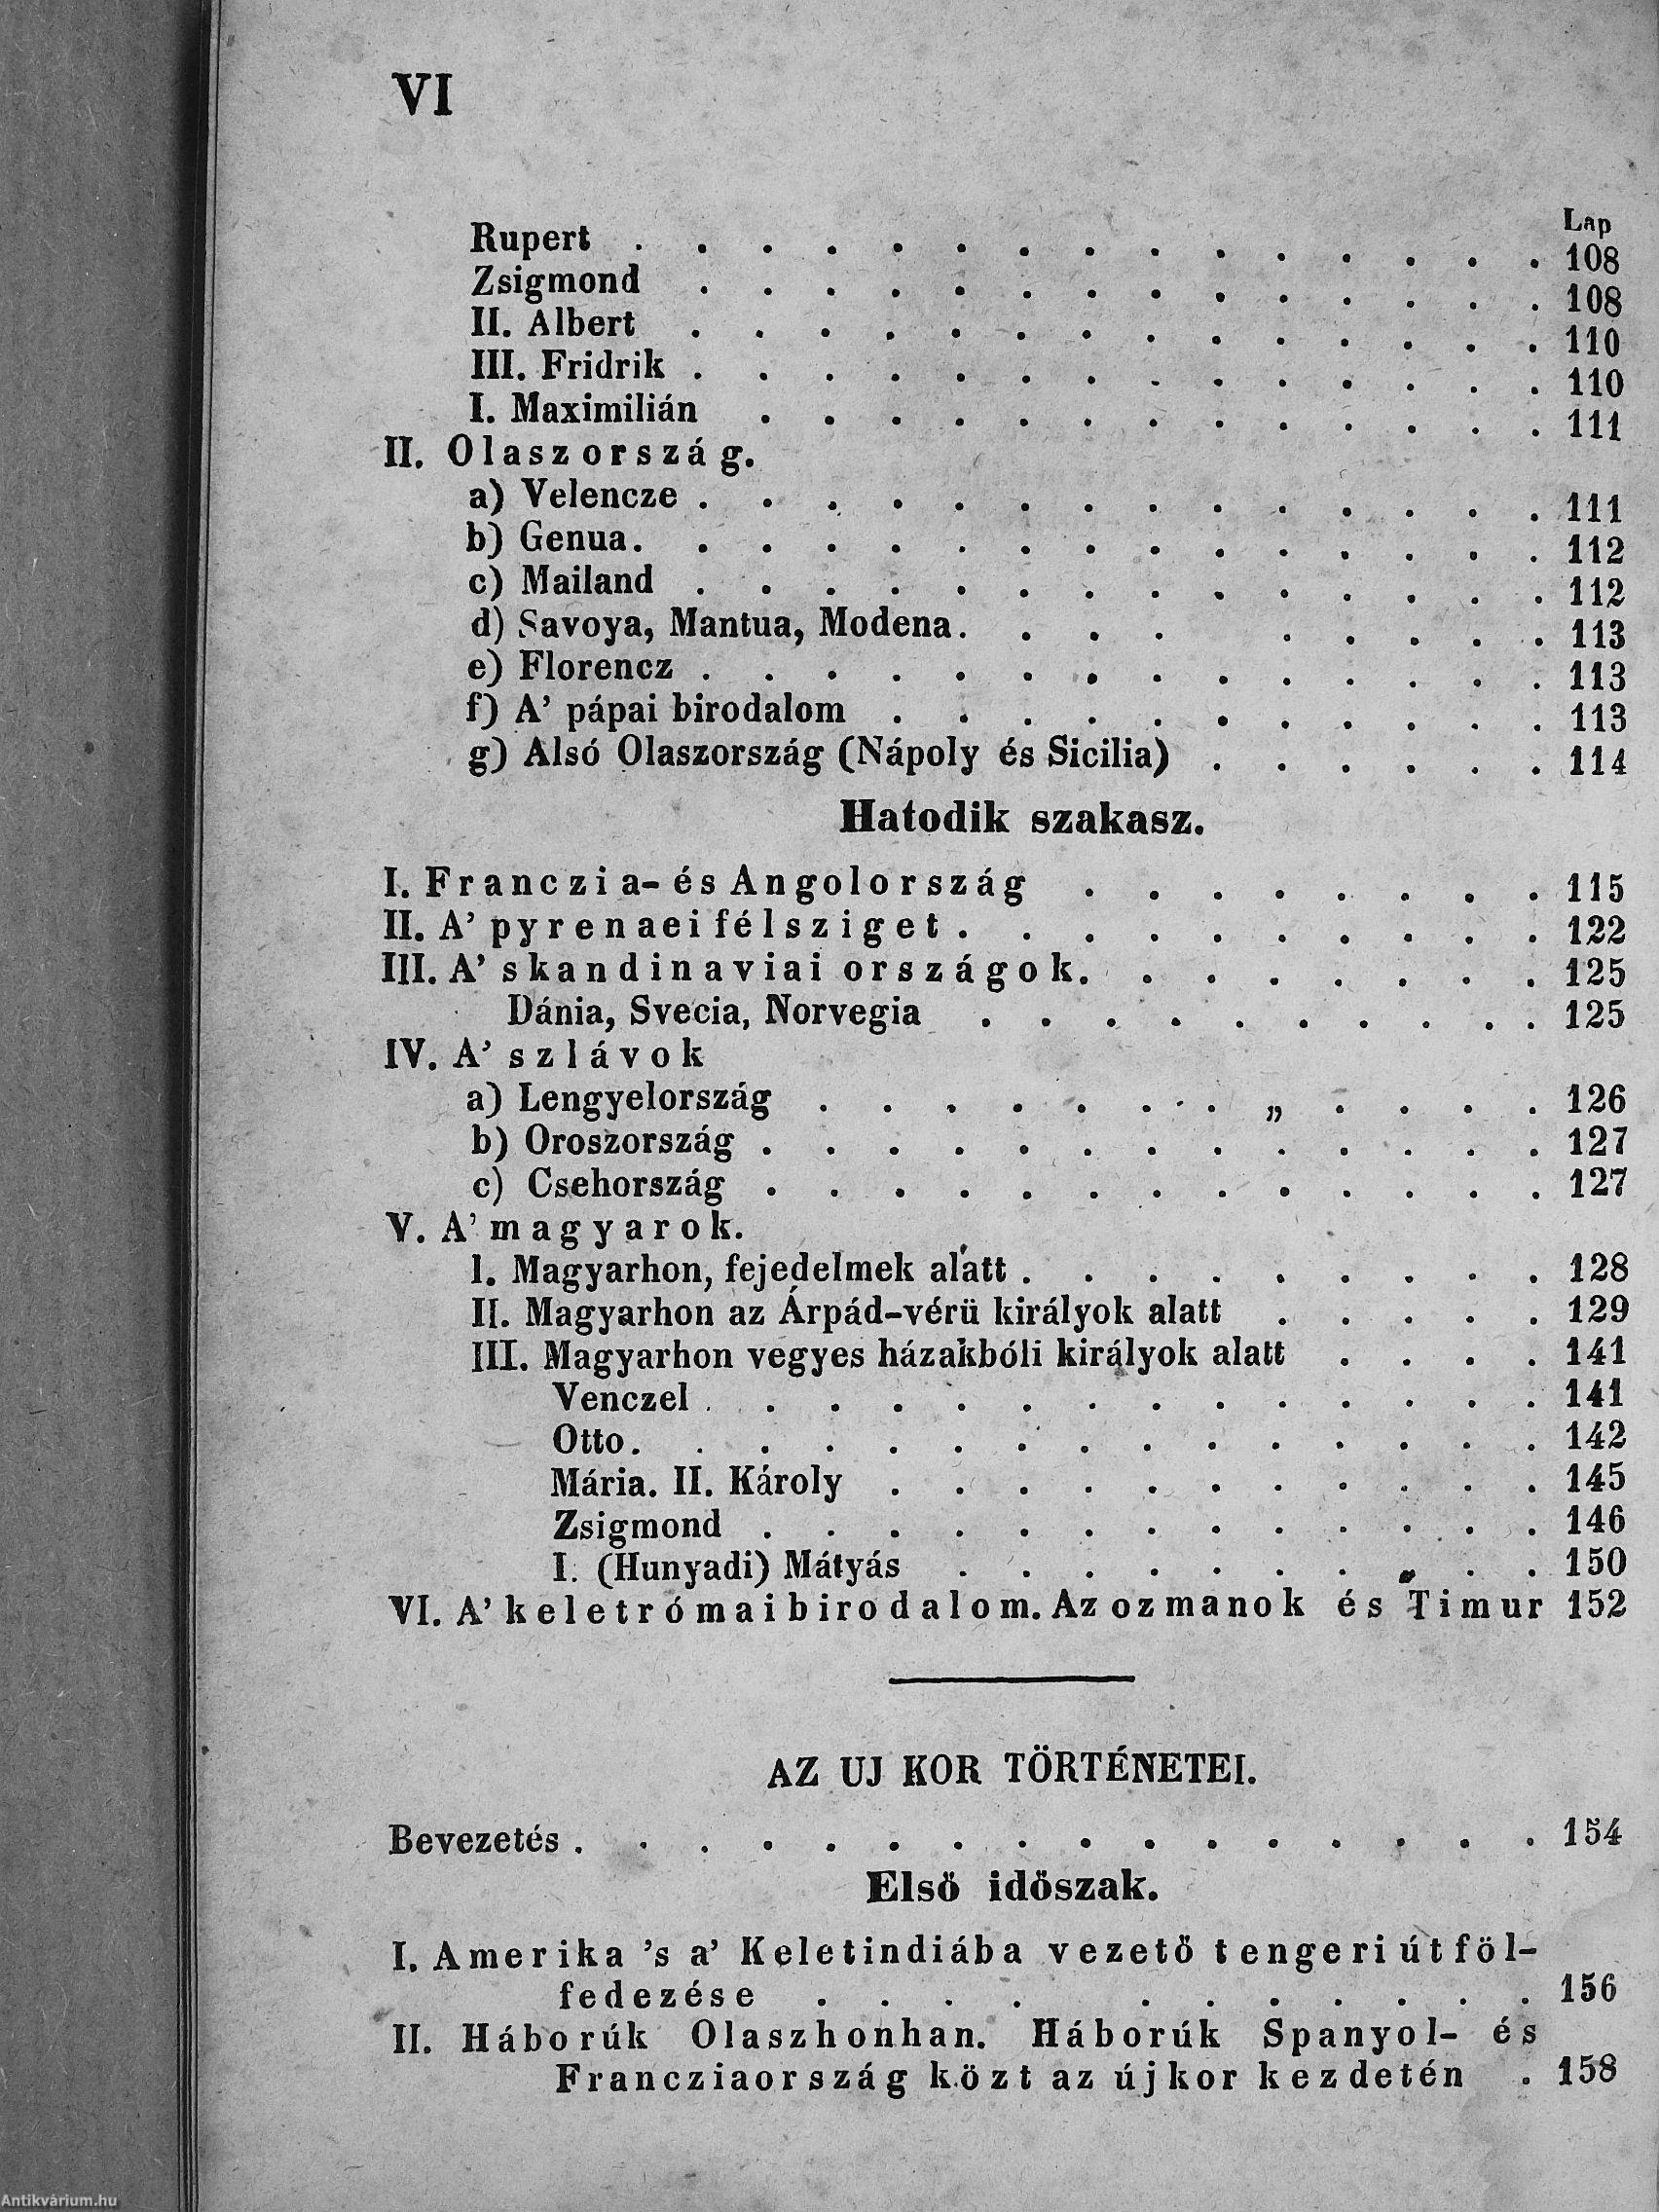 VI
Lap
Rupert . . . . . . . . . . . . . . . 108
Zsigmond . . . . . . . . . . . . . . 108
II. Albert . . . . . . . . . . . . . . 110
III. Fridrik . . . . . . . . . . . . . . 110
I. Maximilián . . . . . . . . . . . . . 111
II. Olaszország.
a) Velencze . . . . . . . . . . . . . . 111
b) Genua. . . . . . . . . . . . . . . 112
c) Mailand . . . . . . . . . . . . . . 112
d) Savoya, Mantua, Modena. . . . . . . . . 113
e) Florencz . . . . . . . . . . . . . . 113
f) A' pápai birodalom . . . . . . . . . . . 113
g) Alsó Olaszország (Nápoly és Sicilia) . . . . . . 114
Hatodik szakasz.
I. Franczia- és Angolország . . . . . . . . 115
II. A' pyrenaei félsziget . . . . . . . . . . 122
III. A' skandinaviai országok. . . . . . . . 125
Dánia, Svecia, Norvegia . . . . . . . . . . 125
IV. A' szlávok
a) Lengyelország . . . . . . . „ . . . . 126
b) Oroszország . . . . . . . . . . . . . 127
c) Csehország . . . . . . . . . . . . . 127
V. A' magyarok.
I. Magyarhon, fejedelmek alatt . . . . . . . . . 128
II. Magyarhon az Árpád-vérü királyok alatt . . . . . 129
III. Magyarhon vegyes házakbóli királyok alatt . . . . 141
Venczel . . . . . . . . . . . . . . 141
Otto. . . . . . . . . . . . . . . 142
Mária. II. Károly . . . . . . . . . . . 145
Zsigmond . . . . . . . . . . . . . 146
I. (Hunyadi) Mátyás . . . . . . . . . . 150
VI. A' keletrómai birodalom. Az ozmanok és Timur 152
AZ UJ KOR TÖRTÉNETEI.
Bevezetés . . . . . . . . . . . . . . . . 154
Elsö idöszak.
I. Amerika 's a' Keletindiába vezetö tengeri út föl-
fedezése . . . . . . . . . . . 156
II. Háborúk Olaszhonhan. Háborúk Spanyol- és
Francziaország közt az újkor kezdetén . 158
Antikvárium.hu